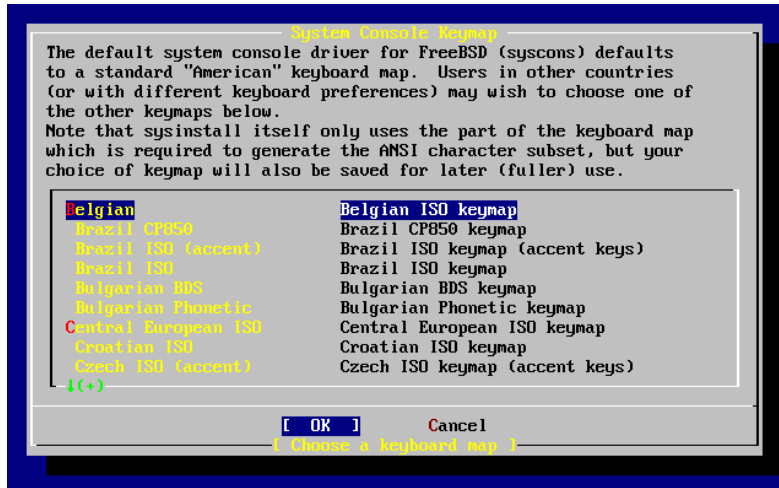 System Console Keymap
The default system console driver for FreeBSD (syscons) defaults
to a standard "American" keyboard map.  Users in other countries
(or with different keyboard preferences) may wish to choose one of
the other keymaps below.
Note that sysinstall itself only uses the part of the keyboard map
which is required to generate the ANSI character subset, but your
choice of keymap will also be saved for later (fuller) use.
Belgian Belgian ISO keymap
Brazil CP850 Brazil CP850 keymap
Brazil ISO (accent) Brazil ISO keymap (accent keys)
Brazil ISO Brazil ISO keymap
Bulgarian BDS Bulgarian BDS keymap
Bulgarian Phonetic Bulgarian Phonetic keymap
Central European ISO Central European ISO keymap
Croatian ISO Croatian ISO keymap
Czech ISO (accent) Czech ISO keymap (accent keys)
↓(+)
[ OK ] Cancel
[ Choose a keyboard map ]